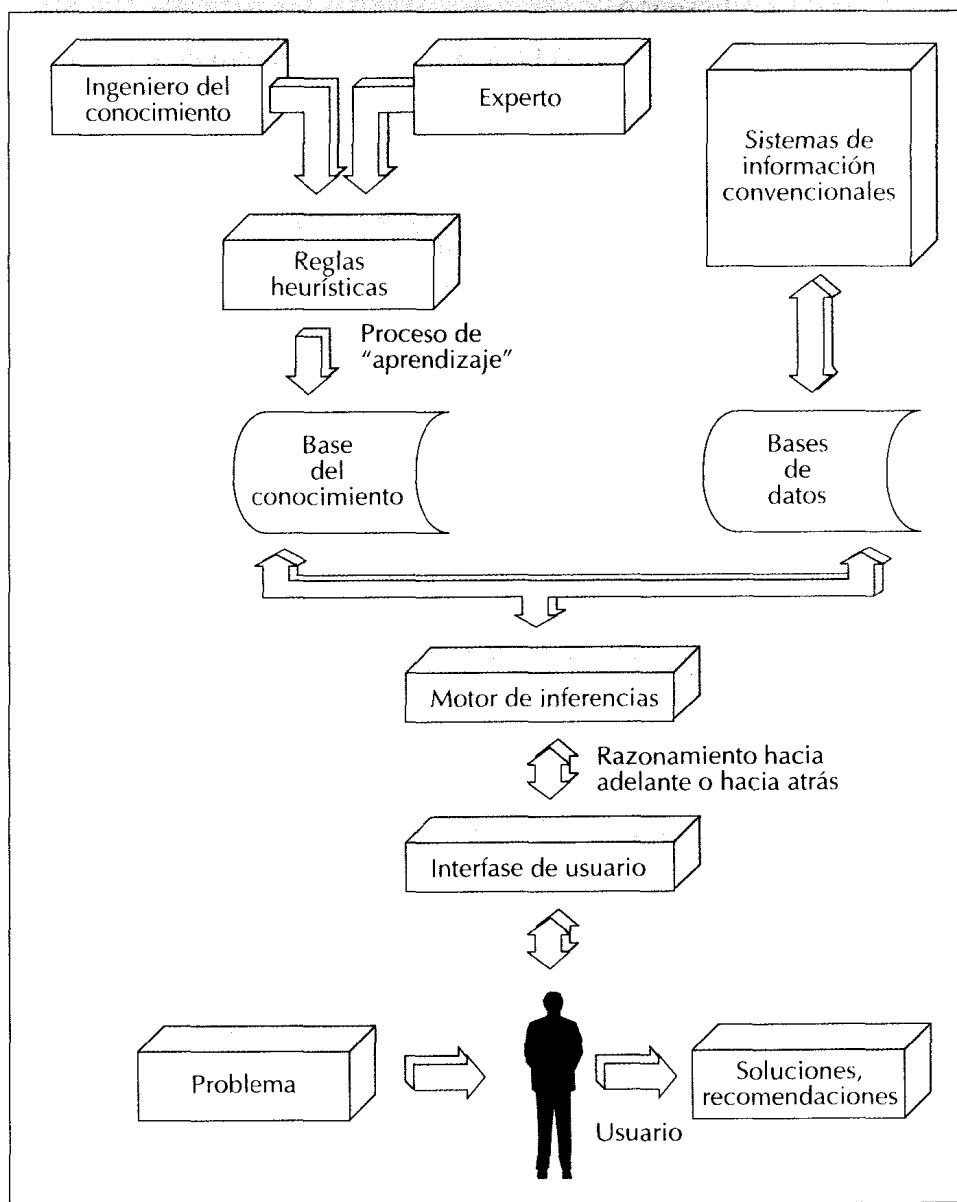 Ingeniero del
conocimiento
Experto
Sistemas de
información
convencionales
Reglas
heurísticas
Proceso de
"aprendizaje"
Base
del
conocimiento
Bases
de
datos
Motor de inferencias
Razonamiento hacia
adelante o hacia atrás
Interfase de usuario
Problema
Usuario
Soluciones,
recomendaciones